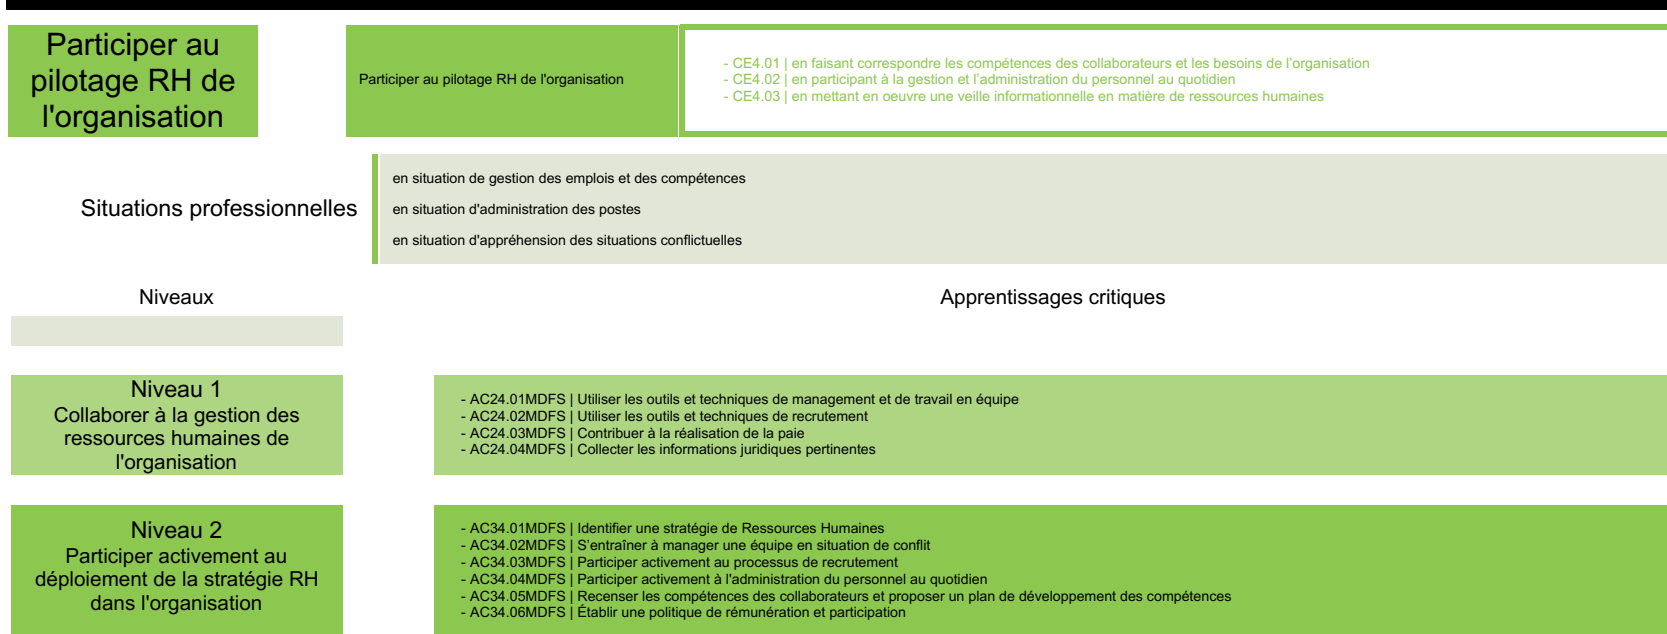 Participer au
pilotage RH de
l'organisation
Participer au pilotage RH de l'organisation
- CE4.01 | en faisant correspondre les compétences des collaborateurs et les besoins de l’organisation
- CE4.02 | en participant à la gestion et l’administration du personnel au quotidien
- CE4.03 | en mettant en oeuvre une veille informationnelle en matière de ressources humaines
Situations professionnelles
en situation de gestion des emplois et des compétences
en situation d'administration des postes
en situation d'appréhension des situations conflictuelles
Niveaux
Apprentissages critiques
Niveau 1
Collaborer à la gestion des
ressources humaines de
l'organisation
- AC24.01MDFS | Utiliser les outils et techniques de management et de travail en équipe
- AC24.02MDFS | Utiliser les outils et techniques de recrutement
- AC24.03MDFS | Contribuer à la réalisation de la paie
- AC24.04MDFS | Collecter les informations juridiques pertinentes
Niveau 2
Participer activement au
déploiement de la stratégie RH
dans l'organisation
- AC34.01MDFS | Identifier une stratégie de Ressources Humaines
- AC34.02MDFS | S’entraîner à manager une équipe en situation de conflit
- AC34.03MDFS | Participer activement au processus de recrutement
- AC34.04MDFS | Participer activement à l'administration du personnel au quotidien
- AC34.05MDFS | Recenser les compétences des collaborateurs et proposer un plan de développement des compétences
- AC34.06MDFS | Établir une politique de rémunération et participation